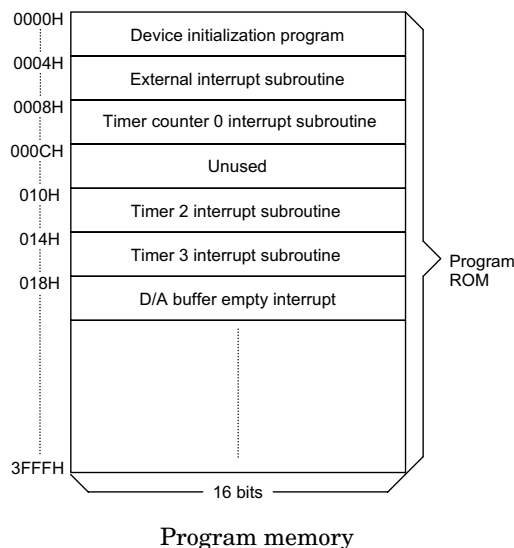 0000H
Device initialization program
0004H
External interrupt subroutine
0008H
Timer counter 0 interrupt subroutine
000CH
Unused
010H
Timer 2 interrupt subroutine
014H
Timer 3 interrupt subroutine
018H
D/A buffer empty interrupt
Program
ROM
3FFFH
16 bits
Program memory